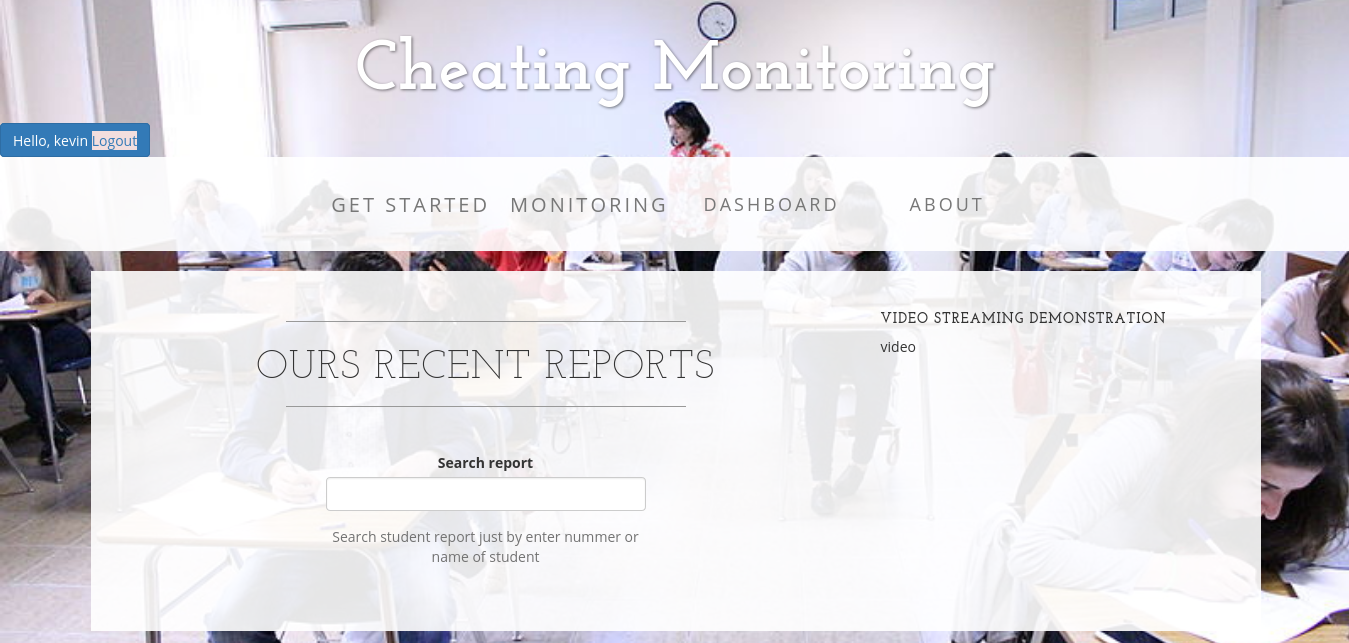 Cheating Monitoring
Hello, kevin Logout
GET STARTED MONITORING DASHBOARD ABOUT
OURS RECENT REPORTS
Search report
Search student report just by enter nummer or
name of student
VIDEO STREAMING DEMONSTRATION
video